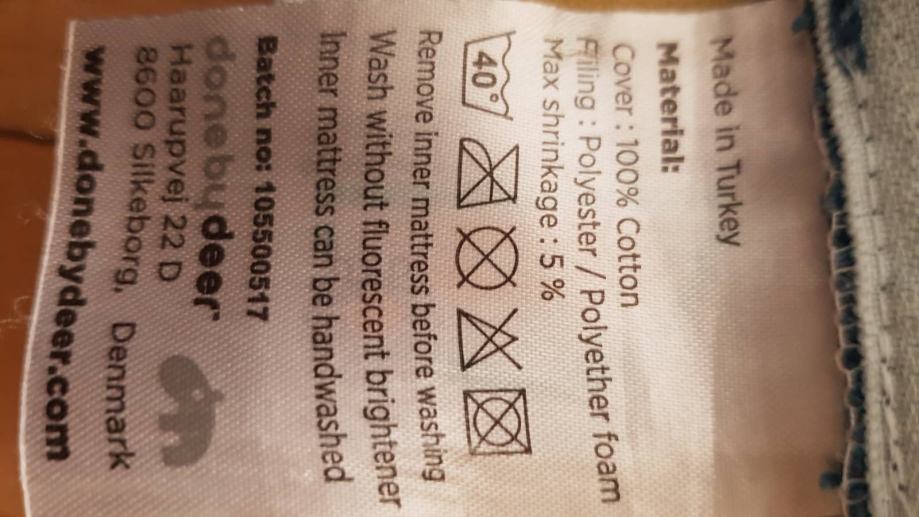 Made in Turkey
Material:
Cover : 100% Cotton
Filling : Polyester / Polyether foam
Max shrinkage : 5 %
40°
Remove inner mattress before washing
Wash without fluorescent brightener
Inner mattress can be handwashed
Batch no: 105500517
donebydeer™
Haarupvej 22 D
8600 Silkeborg, Denmark
www.donebydeer.com